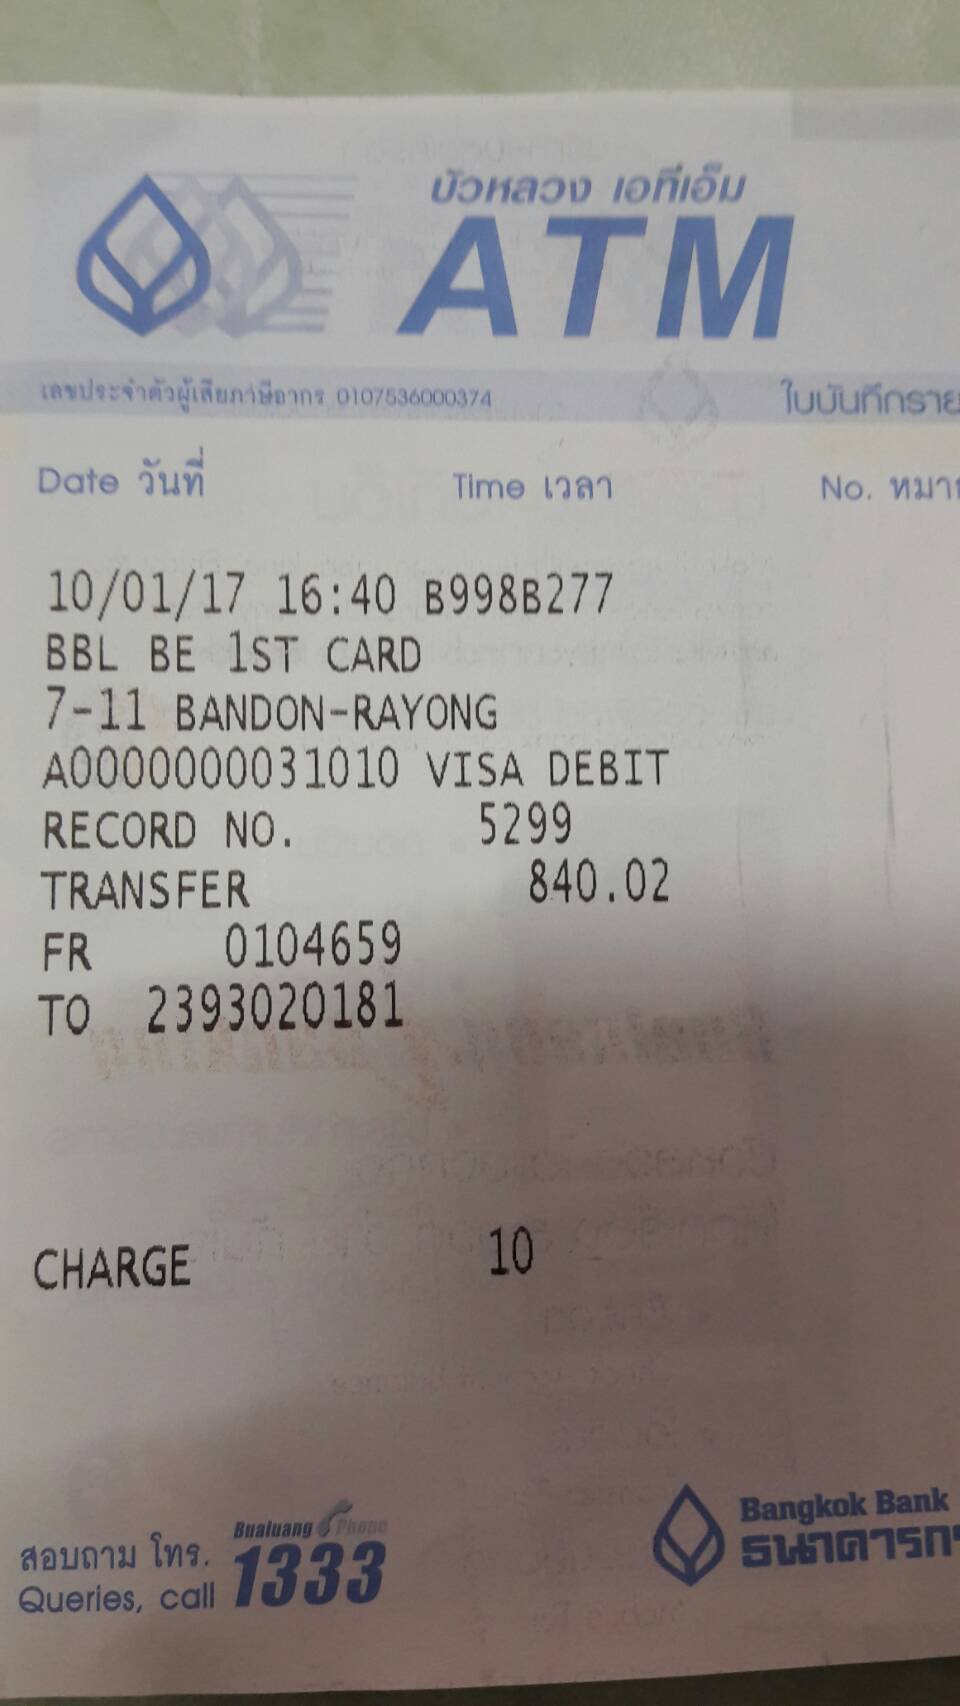 บัวหลวง เอทีเอ็ม
ATM
เลขประจำตัวผู้เสียภาษีอากร 0107536000374 ใบบันทึกราย
Date วันที่ Time เวลา No. หมาย
10/01/17 16:40 B998B277
BBL BE 1ST CARD
7-11 BANDON-RAYONG
A0000000031010 VISA DEBIT
RECORD NO. 5299
TRANSFER 840.02
FR 0104659
TO 2393020181
CHARGE 10
สอบถาม โทร.
Queries, call
Bualuang Phone
1333
Bangkok Bank
ธนาคารก